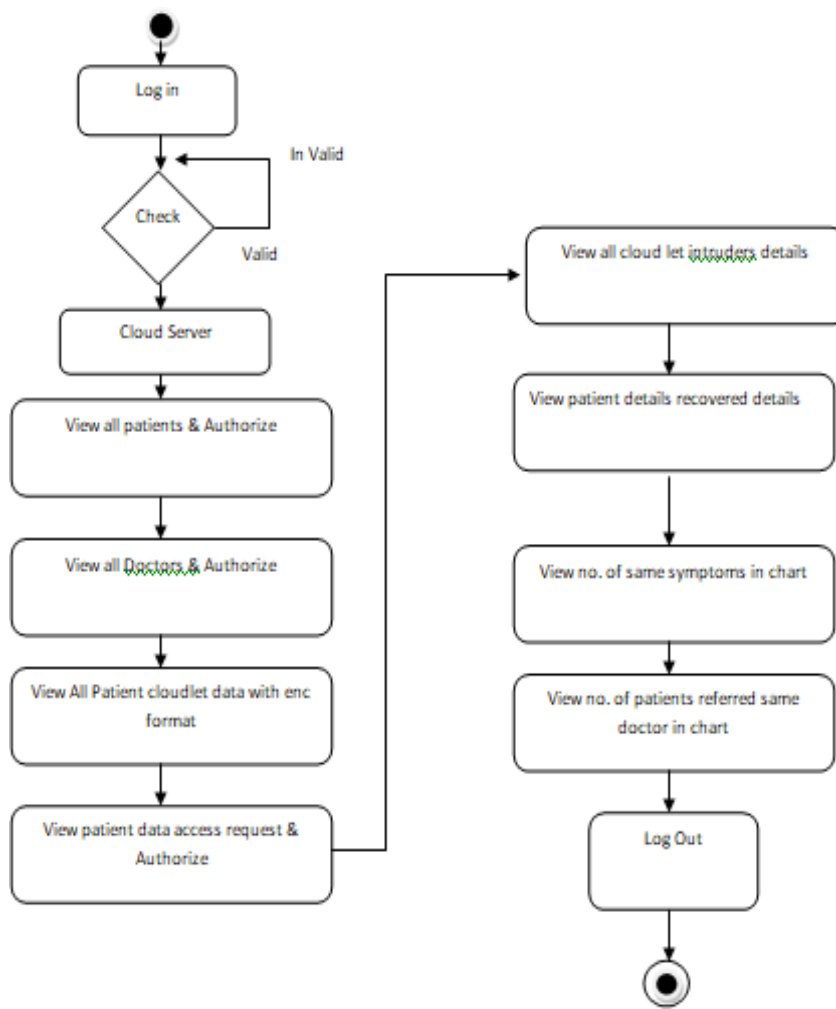 Log in
In Valid
Check
Valid
Cloud Server
View all patients & Authorize
View all Doctors & Authorize
View All Patient cloudlet data with enc
format
View patient data access request &
Authorize
View all cloud let intruders details
View patient details recovered details
View no. of same symptoms in chart
View no. of patients referred same
doctor in chart
Log Out